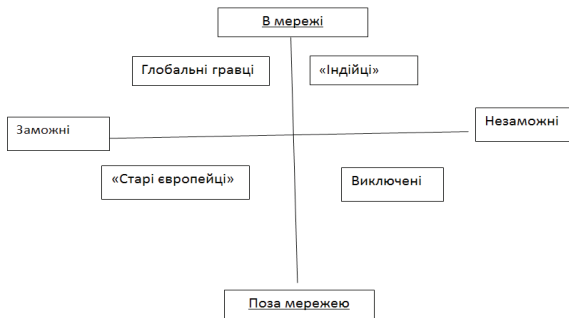 В мережі
Глобальні гравці
«Індійці»
Заможні
Незаможні
«Старі європейці»
Виключені
Поза мережею